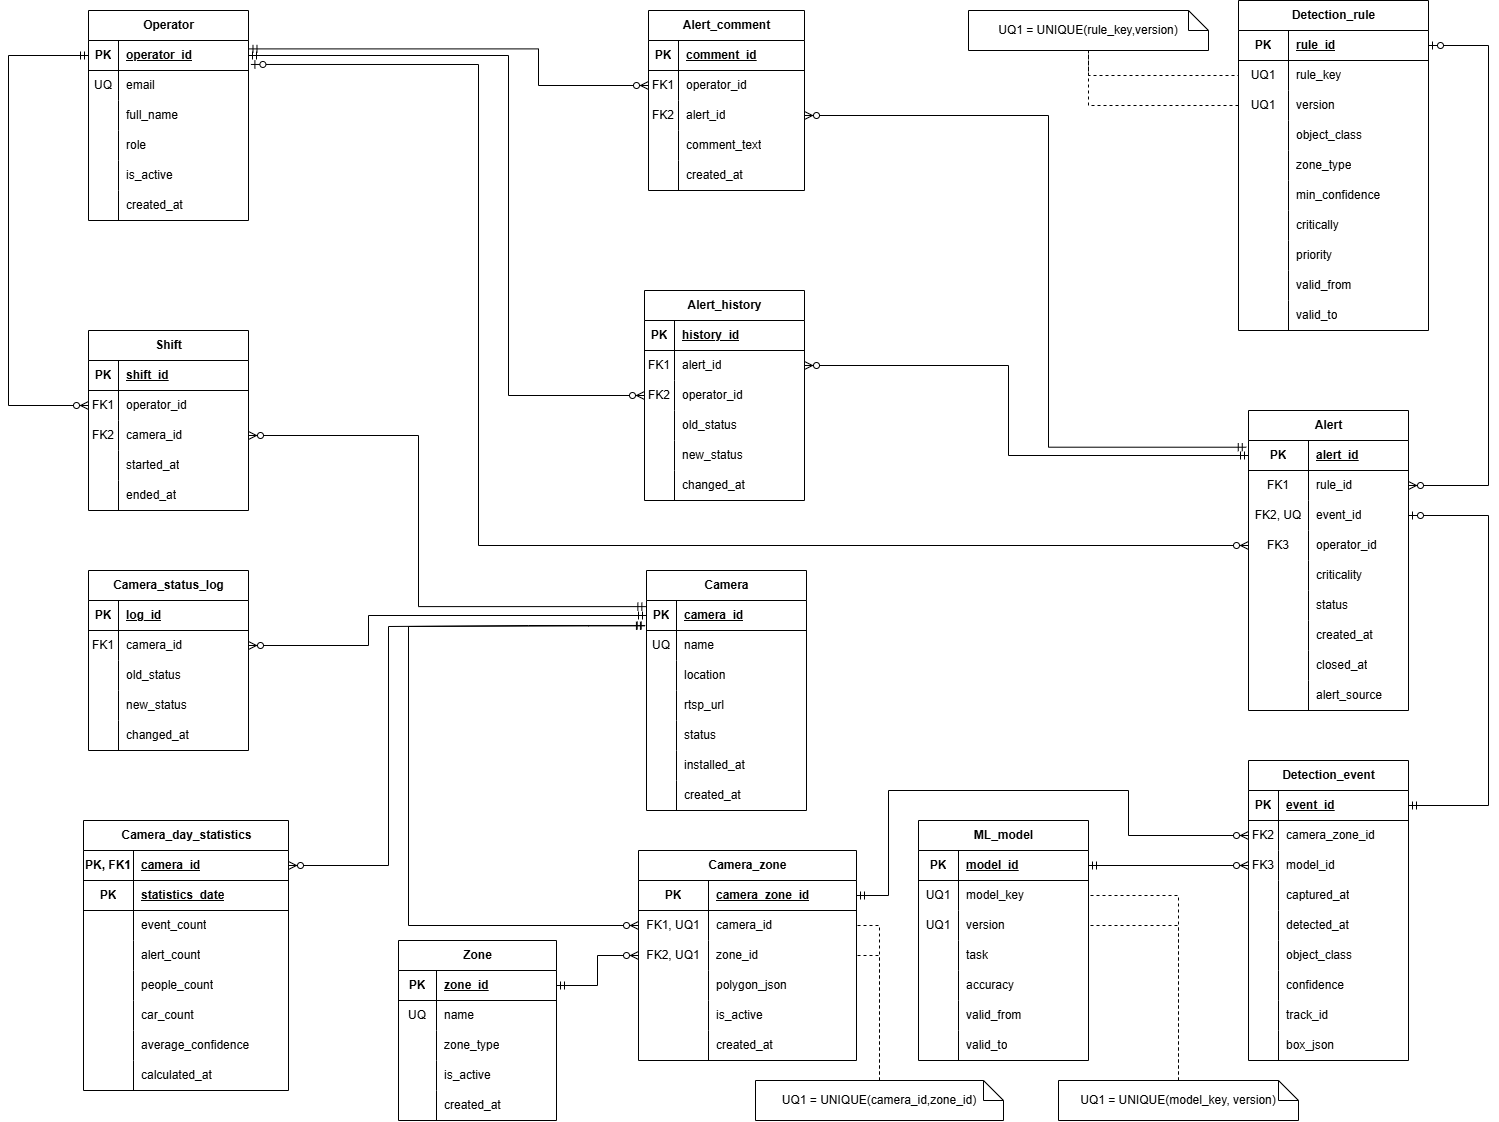 Operator
PK operator_id
UQ email
full_name
role
is_active
created_at
Alert_comment
PK comment_id
FK1 operator_id
FK2 alert_id
comment_text
created_at
UQ1 = UNIQUE(rule_key,version)
Detection_rule
PK rule_id
UQ1 rule_key
UQ1 version
object_class
zone_type
min_confidence
critically
priority
valid_from
valid_to
Shift
PK shift_id
FK1 operator_id
FK2 camera_id
started_at
ended_at
Alert_history
PK history_id
FK1 alert_id
FK2 operator_id
old_status
new_status
changed_at
Alert
PK alert_id
FK1 rule_id
FK2, UQ event_id
FK3 operator_id
criticality
status
created_at
closed_at
alert_source
Camera_status_log
PK log_id
FK1 camera_id
old_status
new_status
changed_at
Camera
PK camera_id
UQ name
location
rtsp_url
status
installed_at
created_at
Camera_day_statistics
PK, FK1 camera_id
PK statistics_date
event_count
alert_count
people_count
car_count
average_confidence
calculated_at
Zone
PK zone_id
UQ name
zone_type
is_active
created_at
Camera_zone
PK camera_zone_id
FK1, UQ1 camera_id
FK2, UQ1 zone_id
polygon_json
is_active
created_at
ML_model
PK model_id
UQ1 model_key
UQ1 version
task
accuracy
valid_from
valid_to
Detection_event
PK event_id
FK2 camera_zone_id
FK3 model_id
captured_at
detected_at
object_class
confidence
track_id
box_json
UQ1 = UNIQUE(camera_id,zone_id)
UQ1 = UNIQUE(model_key, version)